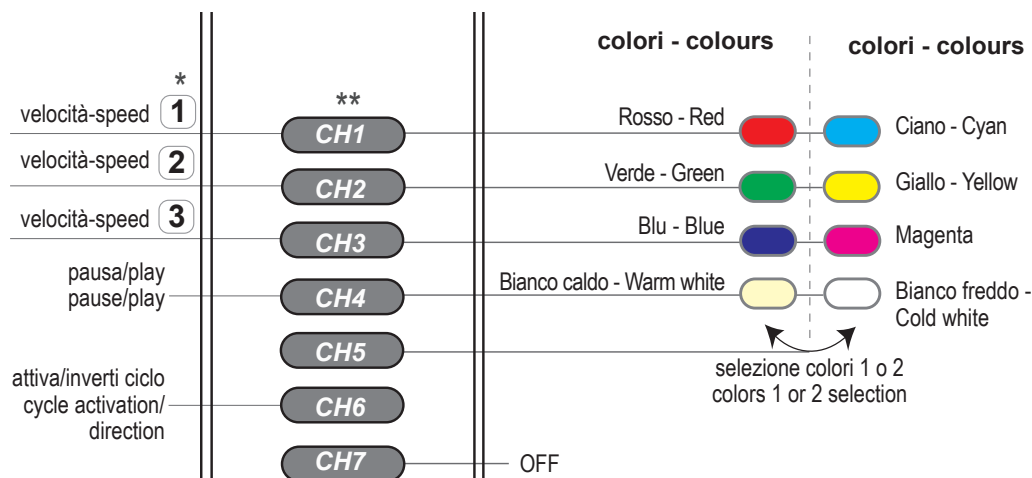 colori - colours
colori - colours
*
**
velocità-speed 1
CH1
Rosso - Red
Ciano - Cyan
velocità-speed 2
CH2
Verde - Green
Giallo - Yellow
velocità-speed 3
CH3
Blu - Blue
Magenta
pausa/play
pause/play
CH4
Bianco caldo - Warm white
Bianco freddo -
Cold white
CH5
selezione colori 1 o 2
colors 1 or 2 selection
attiva/inverti ciclo
cycle activation/
direction
CH6
CH7
OFF